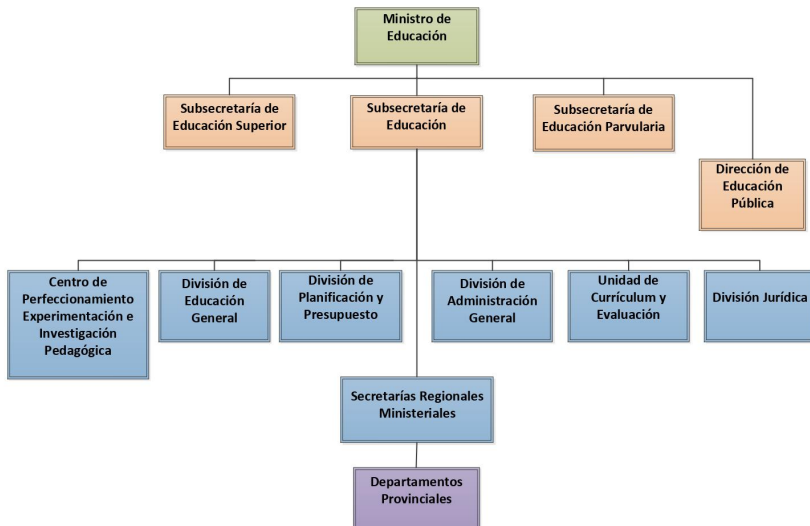 Ministro de
Educación
Subsecretaría de
Educación Superior
Subsecretaría de
Educación
Subsecretaría de
Educación Parvularia
Dirección de
Educación
Pública
Centro de
Perfeccionamiento
Experimentación e
Investigación
Pedagógica
División de
Educación
General
División de
Planificación y
Presupuesto
División de
Administración
General
Unidad de
Currículum y
Evaluación
División Jurídica
Secretarías Regionales
Ministeriales
Departamentos
Provinciales